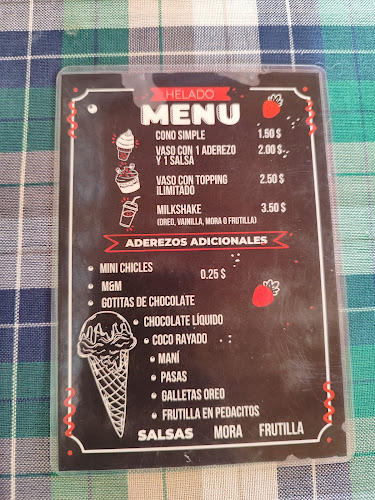 HELADO
MENU
CONO SIMPLE 1.50 $
VASO CON 1 ADEREZO 2.00 $
Y 1 SALSA
VASO CON TOPPING 2.50 $
ILIMITADO
MILKSHAKE 3.50 $
(OREO, VAINILLA, MORA O FRUTILLA)
ADEREZOS ADICIONALES
• MINI CHICLES 0.25 $
• M&M
• GOTITAS DE CHOCOLATE
• CHOCOLATE LÍQUIDO
• COCO RAYADO
• MANÍ
• PASAS
• GALLETAS OREO
• FRUTILLA EN PEDACITOS
SALSAS MORA FRUTILLA